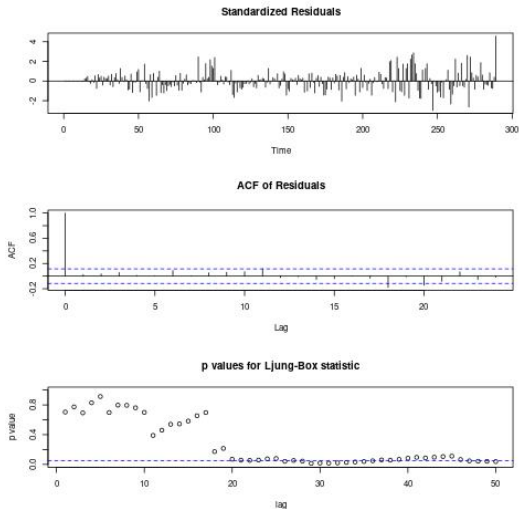 Standardized Residuals
4
2
0
-2
0 50 100 150 200 250 300
Time
ACF of Residuals
1.0
0.6
0.2
-0.2
ACF
0 5 10 15 20
Lag
p values for Ljung-Box statistic
0.8
0.4
0.0
p value
0 10 20 30 40 50
lag